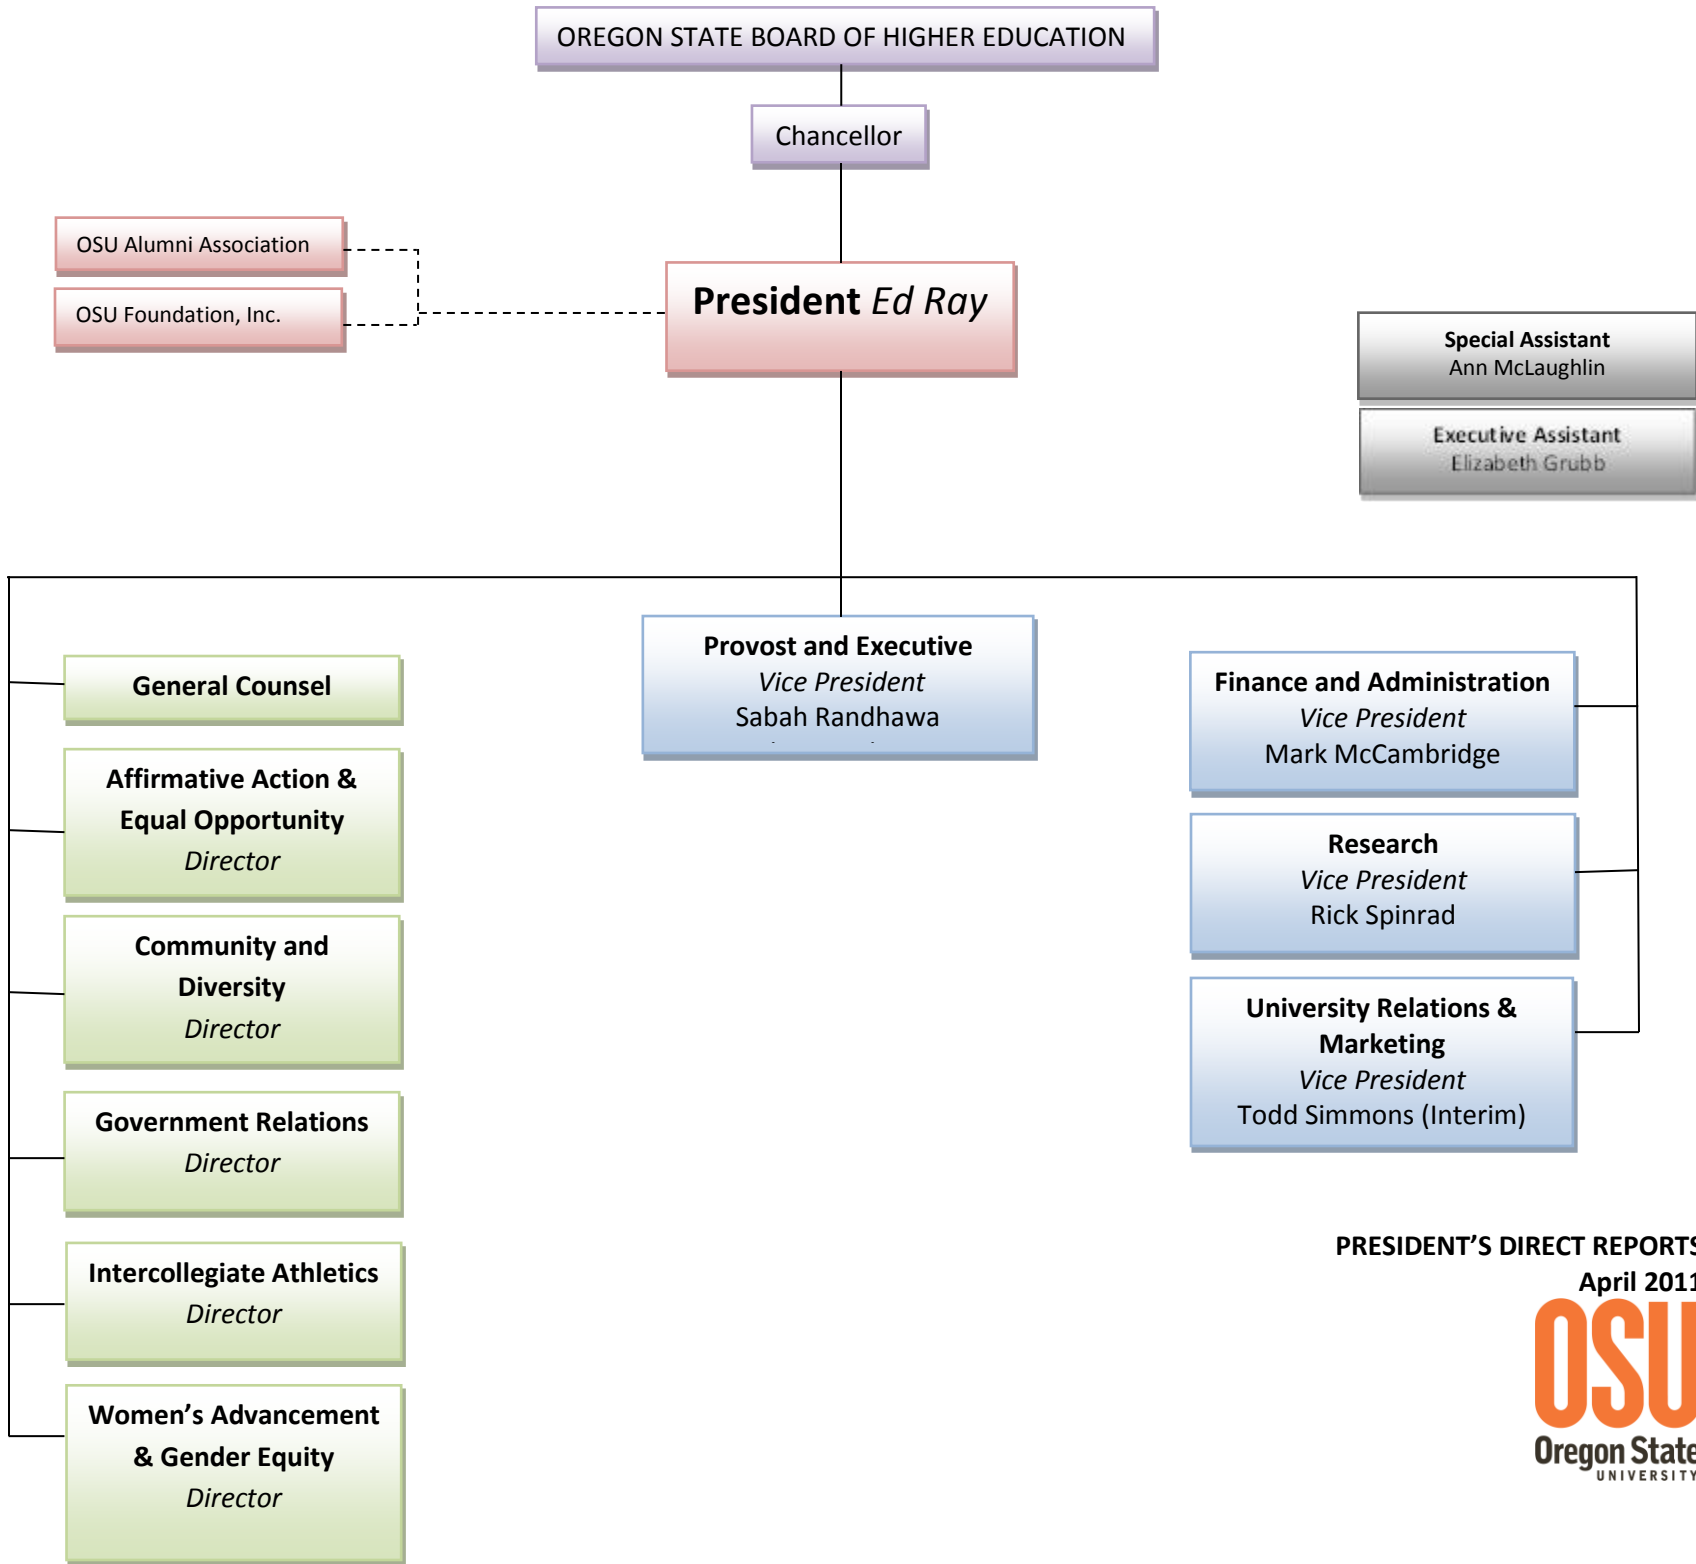 OREGON STATE BOARD OF HIGHER EDUCATION
Chancellor
OSU Alumni Association
OSU Foundation, Inc.
President Ed Ray
Special Assistant
Ann McLaughlin
Executive Assistant
Elizabeth Grubb
General Counsel
Affirmative Action &
Equal Opportunity
Director
Community and
Diversity
Director
Government Relations
Director
Intercollegiate Athletics
Director
Women’s Advancement
& Gender Equity
Director
Provost and Executive
Vice President
Sabah Randhawa
Finance and Administration
Vice President
Mark McCambridge
Research
Vice President
Rick Spinrad
University Relations &
Marketing
Vice President
Todd Simmons (Interim)
PRESIDENT’S DIRECT REPORTS
April 2011
OSU
Oregon State
UNIVERSITY